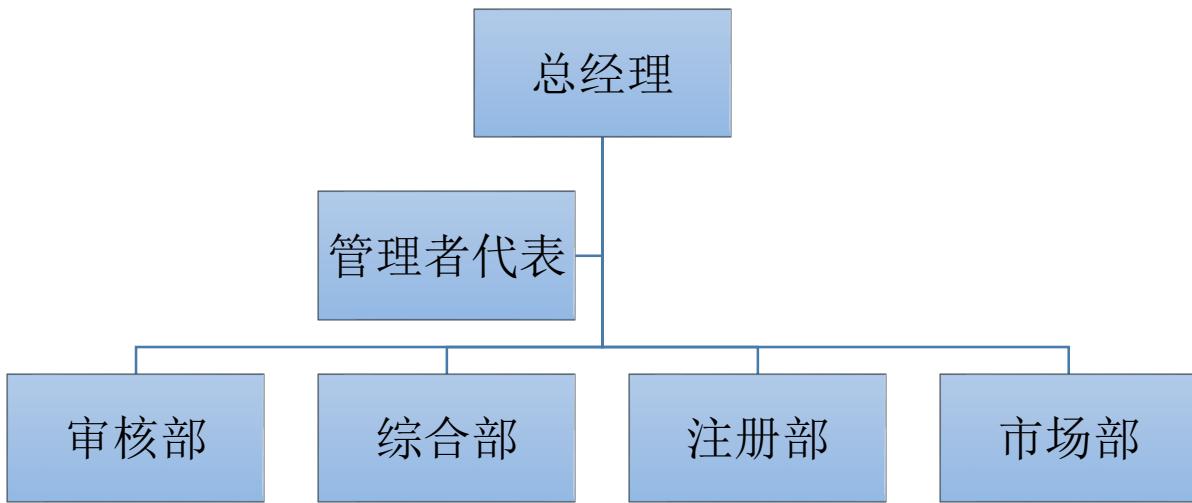 总经理
管理者代表
审核部
综合部
注册部
市场部